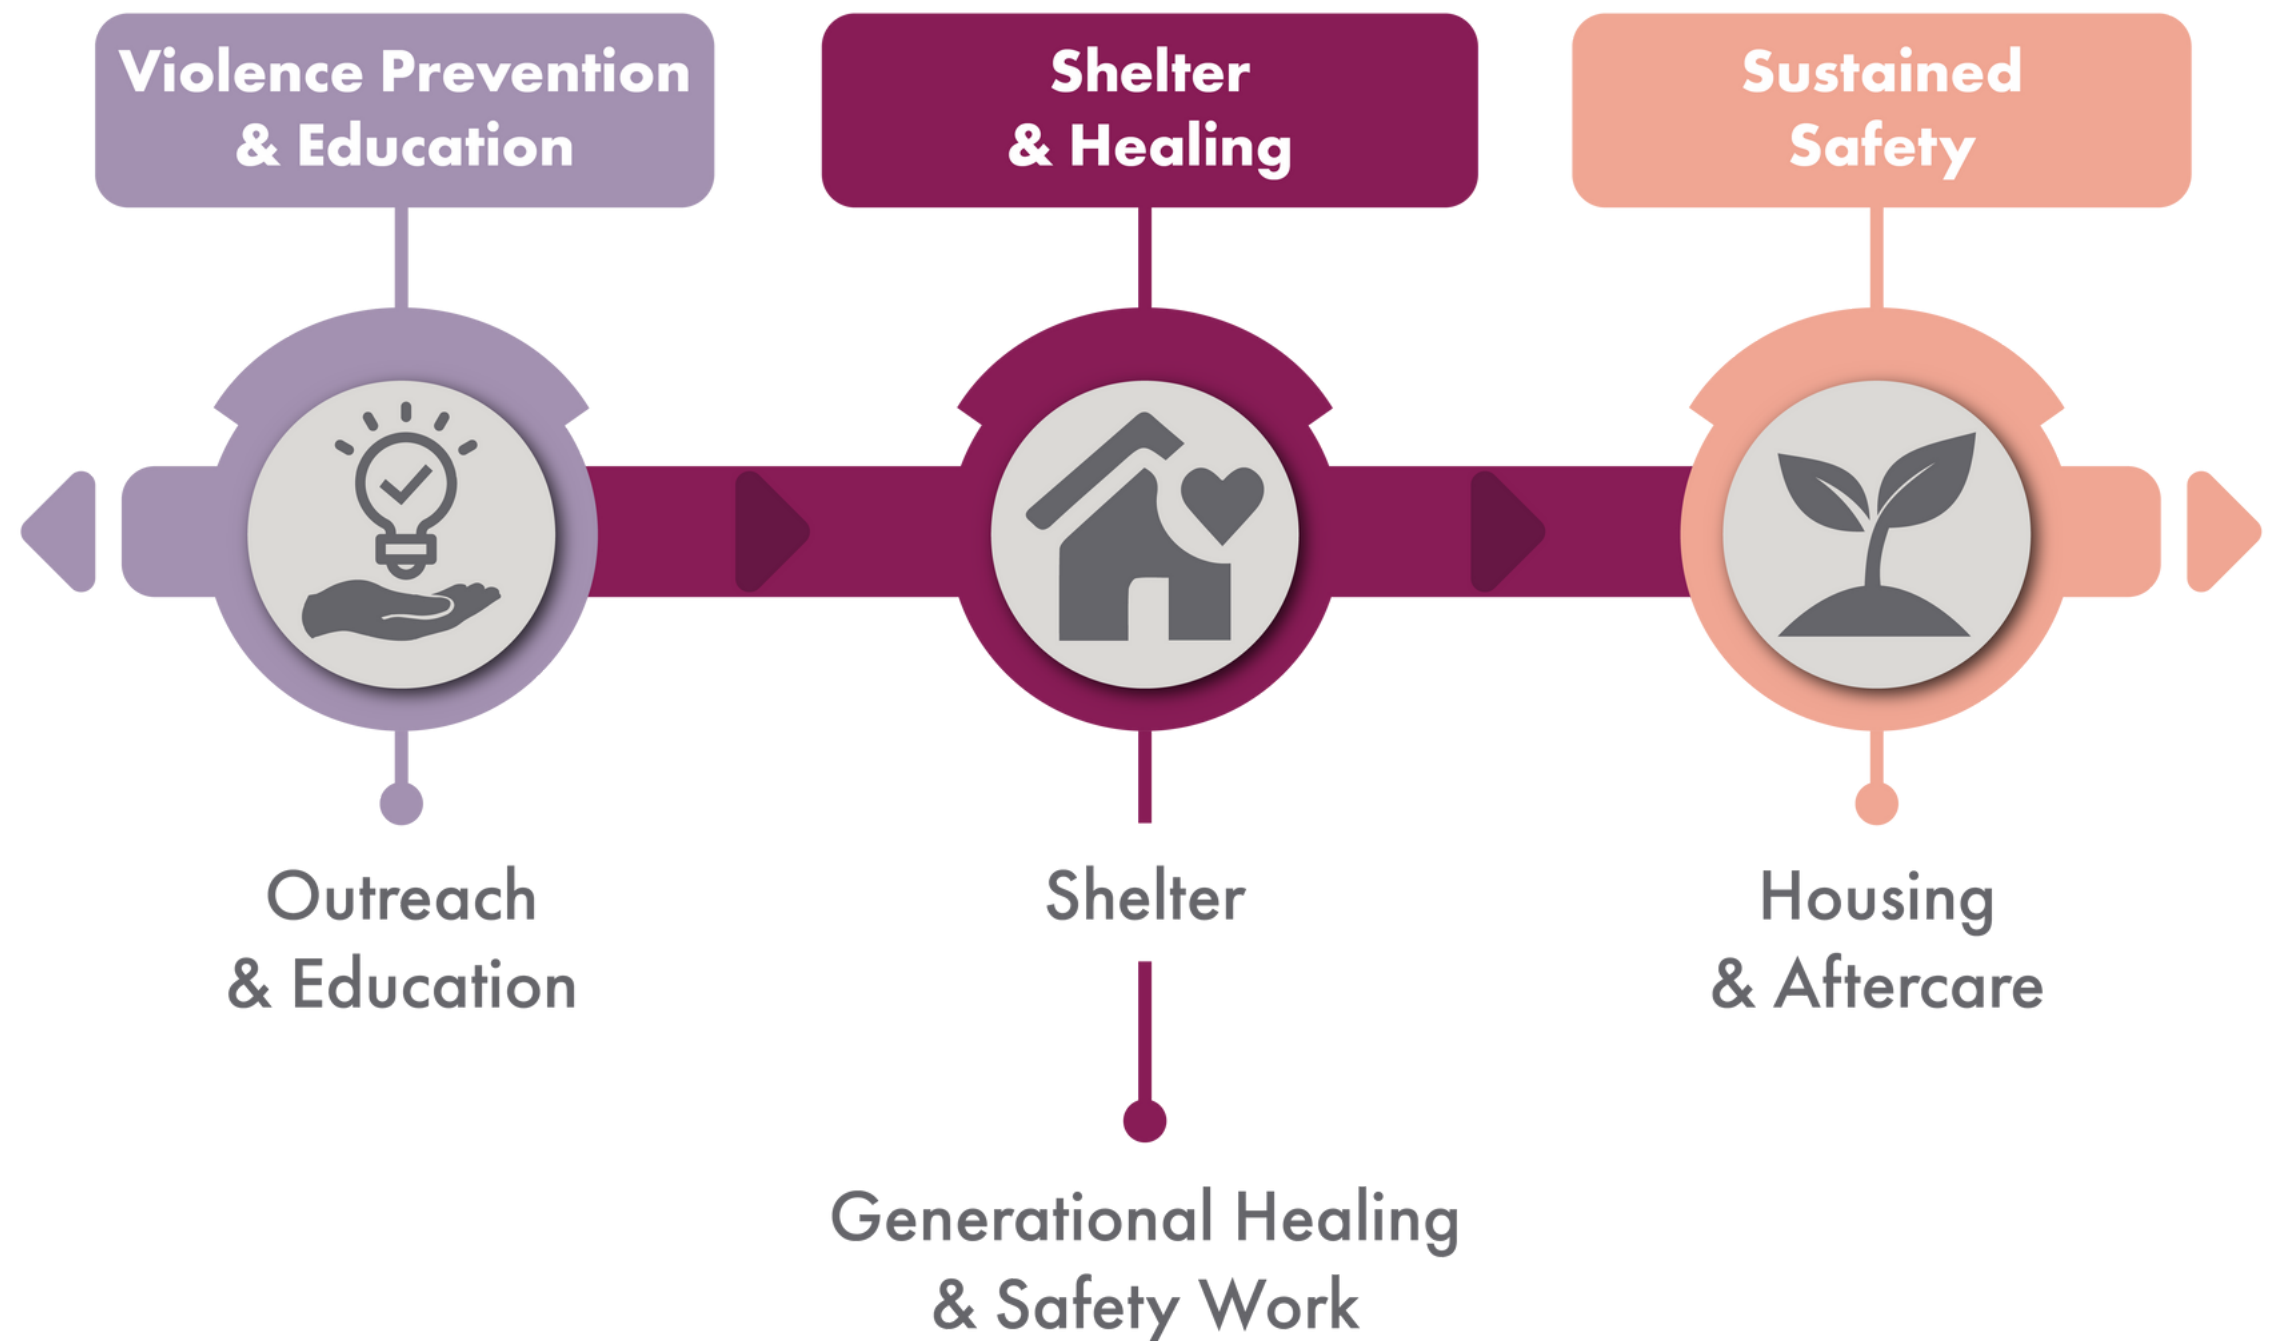 Violence Prevention
& Education
Shelter
& Healing
Sustained
Safety
Outreach
& Education
Shelter
Housing
& Aftercare
Generational Healing
& Safety Work